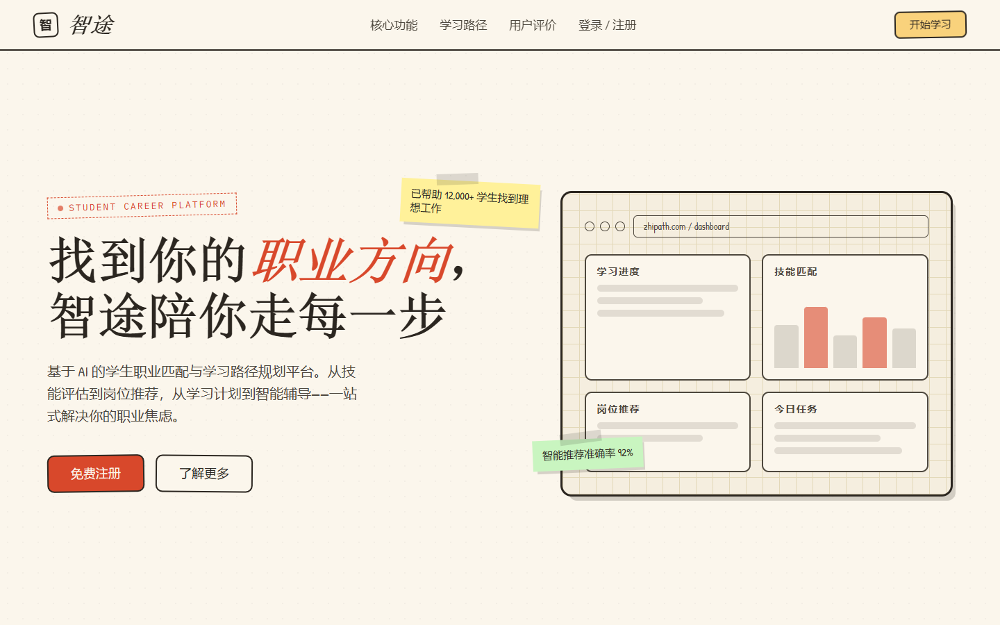 智 智途
核心功能 学习路径 用户评价 登录 / 注册
开始学习
STUDENT CAREER PLATFORM
已帮助 12,000+ 学生找到理
想工作
找到你的职业方向，
智途陪你走每一步
基于 AI 的学生职业匹配与学习路径规划平台。从技
能评估到岗位推荐，从学习计划到智能辅导——一站
式解决你的职业焦虑。
免费注册 了解更多
zhipath.com / dashboard
学习进度
技能匹配
岗位推荐
今日任务
智能推荐准确率 92%